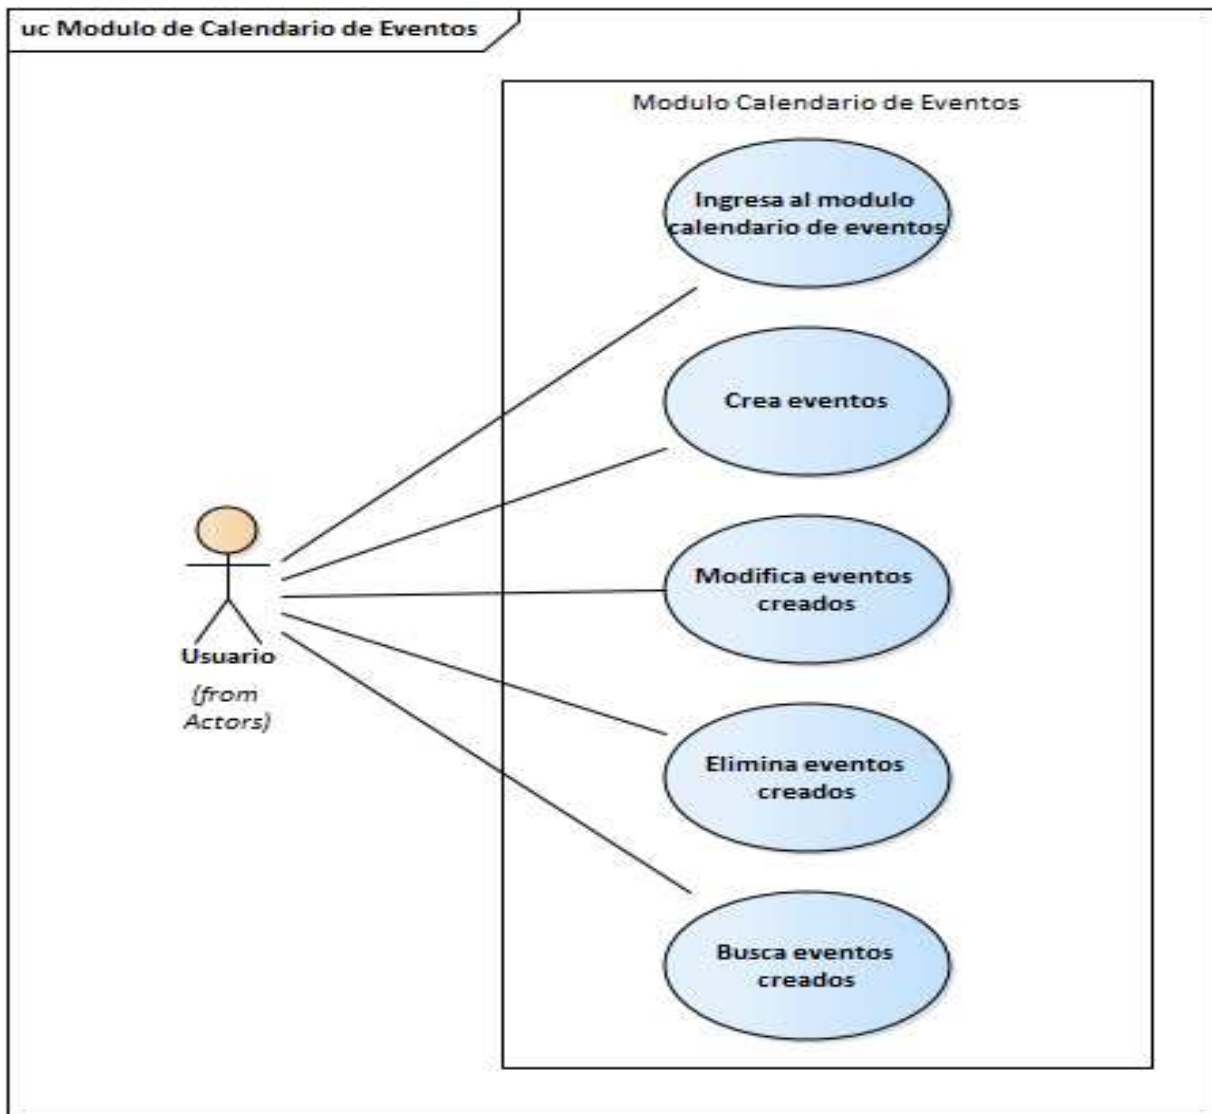 uc Modulo de Calendario de Eventos
Modulo Calendario de Eventos
Ingresa al modulo
calendario de eventos
Crea eventos
Modifica eventos
creados
Usuario
(from
Actors)
Elimina eventos
creados
Busca eventos
creados